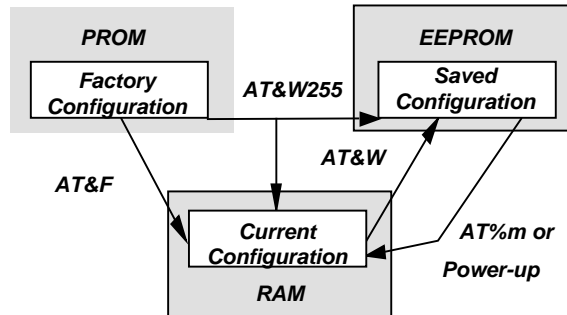 PROM
EEPROM
Factory
Configuration
AT&W255
Saved
Configuration
AT&F
AT&W
Current
Configuration
AT%m or
Power-up
RAM